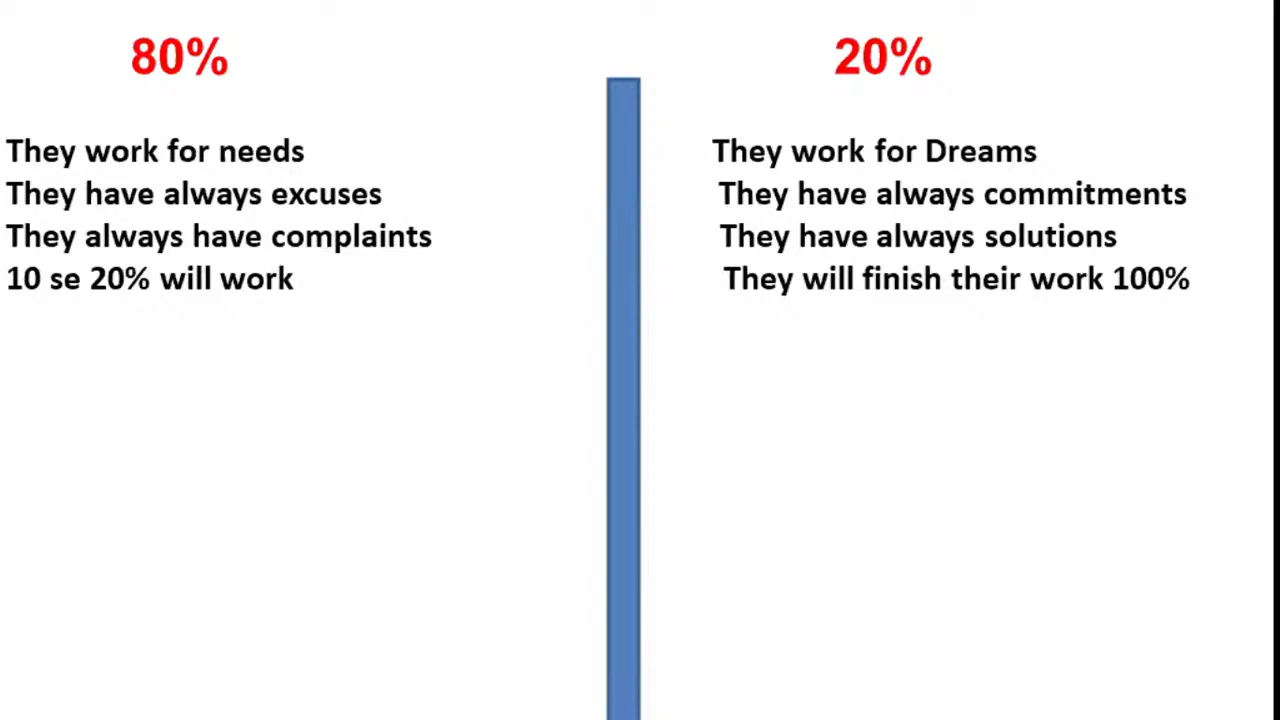 80%
They work for needs
They have always excuses
They always have complaints
10 se 20% will work
20%
They work for Dreams
They have always commitments
They have always solutions
They will finish their work 100%